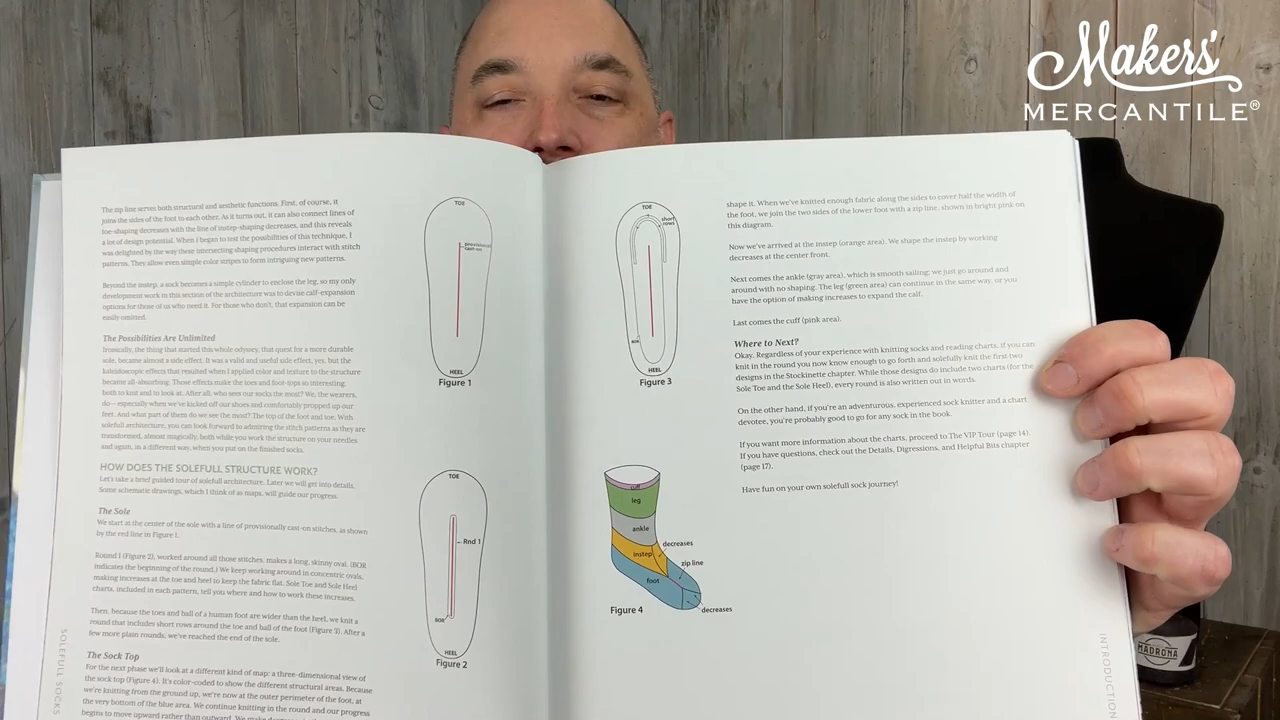 Makers'
MERCANTILE®
The zip line serves both structural and aesthetic functions. First, of course, it
joins the sides of the foot to each other. As it turns out, it can also connect lines of
toe-shaping decreases with the line of instep-shaping decreases, and this reveals
a lot of design potential. When I began to test the possibilities of this technique, I
was delighted by the way these intersecting shaping procedures interact with stitch
patterns. They allow even simple color stripes to form intriguing new patterns.
Beyond the instep, a sock becomes a simple cylinder to enclose the leg, so my only
development work in this section of the architecture was to devise calf-expansion
options for those of us who need it. For those who don't, that expansion can be
easily omitted.
The Possibilities Are Unlimited
Ironically, the thing that started this whole odyssey, that quest for a more durable
sole, became almost a side effect. It was a valid and useful side effect, yes, but the
kaleidoscopic effects that resulted when I applied color and texture to the structure
became all-absorbing. Those effects make the toes and foot-tops so interesting,
both to knit and to look at. After all, who sees our socks the most? We, the wearers,
do—especially when we've kicked off our shoes and comfortably propped up our
feet. And what part of them do we see the most? The top of the foot and toe. With
solefull architecture, you can look forward to admiring the stitch patterns as they are
transformed, almost magically, both while you work the structure on your needles
and again, in a different way, when you put on the finished socks.
HOW DOES THE SOLEFULL STRUCTURE WORK?
Let's take a brief guided tour of solefull architecture. Later we will get into details.
Some schematic drawings, which I think of as maps, will guide our progress.
The Sole
We start at the center of the sole with a line of provisionally cast-on stitches, as shown
by the red line in Figure 1.
Round 1 (Figure 2), worked around all those stitches, makes a long, skinny oval. (BOR
indicates the beginning of the round.) We keep working around in concentric ovals,
making increases at the toe and heel to keep the fabric flat. Sole Toe and Sole Heel
charts, included in each pattern, tell you where and how to work these increases.
Then, because the toes and ball of a human foot are wider than the heel, we knit a
round that includes short rows around the toe and ball of the foot (Figure 3). After a
few more plain rounds, we've reached the end of the sole.
The Sock Top
For the next phase we'll look at a different kind of map: a three-dimensional view of
the sock top (Figure 4). It's color-coded to show the different structural areas. Because
we're knitting from the ground up, we're now at the outer perimeter of the foot, at
the very bottom of the blue area. We continue knitting in the round and our progress
begins to move upward rather than outward. We make
SOLEFULL SOCKS
TOE
provisional
cast-on
HEEL
Figure 1
TOE
Rnd 1
BOR
HEEL
Figure 2
TOE
short
rows
BOR
HEEL
Figure 3
cuff
leg
ankle
decreases
instep
zip line
foot
decreases
Figure 4
shape it. When we've knitted enough fabric along the sides to cover half the width of
the foot, we join the two sides of the lower foot with a zip line, shown in bright pink on
this diagram.
Now we've arrived at the instep (orange area). We shape the instep by working
decreases at the center front.
Next comes the ankle (gray area), which is smooth sailing; we just go around and
around with no shaping. The leg (green area) can continue in the same way, or you
have the option of making increases to expand the calf.
Last comes the cuff (pink area).
Where to Next?
Okay. Regardless of your experience with knitting socks and reading charts, if you can
knit in the round you now know enough to go forth and solefully knit the first two
designs in the Stockinette chapter. While those designs do include two charts (for the
Sole Toe and the Sole Heel), every round is also written out in words.
On the other hand, if you're an adventurous, experienced sock knitter and a chart
devotee, you're probably good to go for any sock in the book.
If you want more information about the charts, proceed to The VIP Tour (page 14).
If you have questions, check out the Details, Digressions, and Helpful Bits chapter
(page 17).
Have fun on your own solefull sock journey!
INTRODUCTION
MADRONA